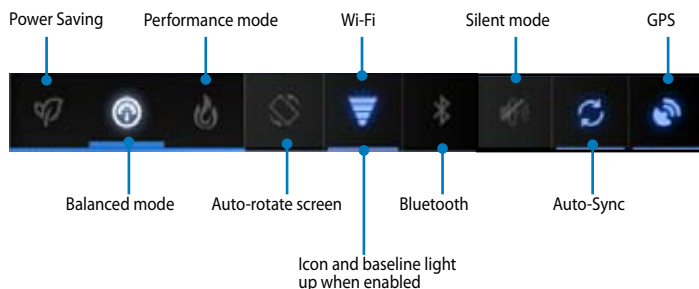 Power Saving
Performance mode
Wi-Fi
Silent mode
GPS
Balanced mode
Auto-rotate screen
Bluetooth
Auto-Sync
Icon and baseline light
up when enabled